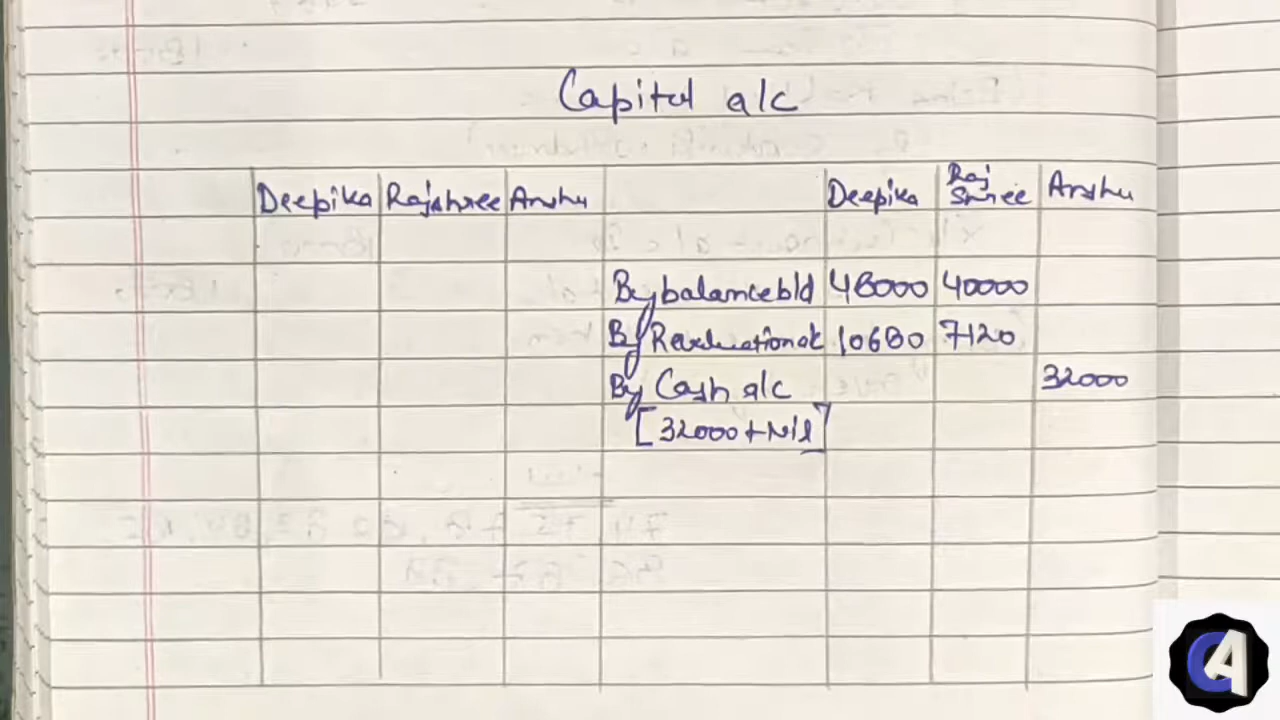 Capital a/c
Deepika Rajshree Anshu Deepika Raj Shree Anshu
By balance b/d 48000 40000
By Revaluation a/c 10680 7120
By Cash a/c 32000
[32000 + Nil]
CA